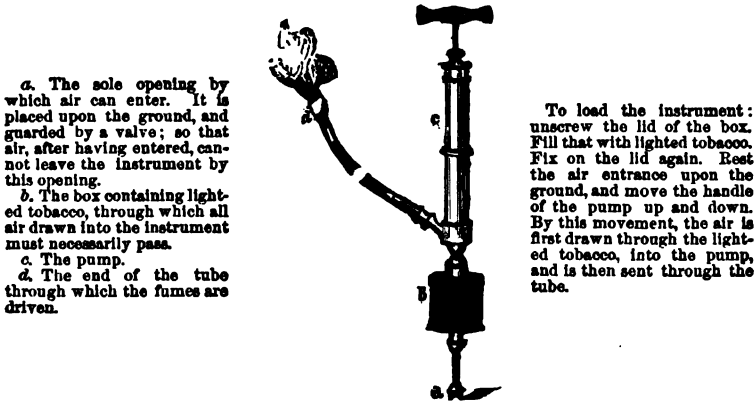 a. The sole opening by
which air can enter. It is
placed upon the ground, and
guarded by a valve; so that
air, after having entered, can-
not leave the instrument by
this opening.
b. The box containing light-
ed tobacco, through which all
air drawn into the instrument
must necessarily pass.
c. The pump.
d. The end of the tube
through which the fumes are
driven.
d
c
b
a
To load the instrument:
unscrew the lid of the box.
Fill that with lighted tobacco.
Fix on the lid again. Rest
the air entrance upon the
ground, and move the handle
of the pump up and down.
By this movement, the air is
first drawn through the light-
ed tobacco, into the pump,
and is then sent through the
tube.